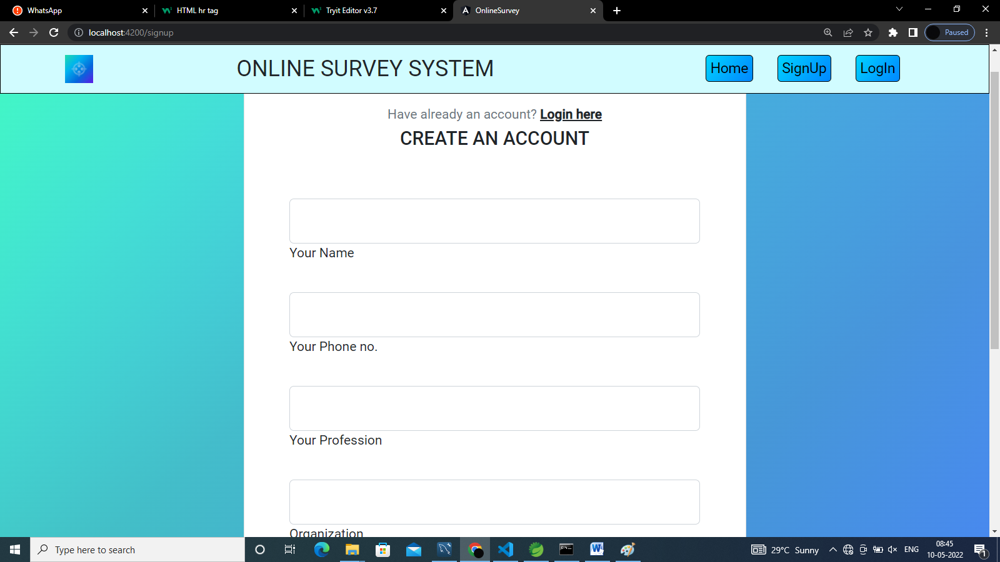 WhatsApp
HTML hr tag
Tryit Editor v3.7
OnlineSurvey
localhost:4200/signup
Paused
ONLINE SURVEY SYSTEM
Home
SignUp
LogIn
Have already an account? Login here
CREATE AN ACCOUNT
Your Name
Your Phone no.
Your Profession
Organization
Type here to search
29°C Sunny
ENG
08:45
10-05-2022
1